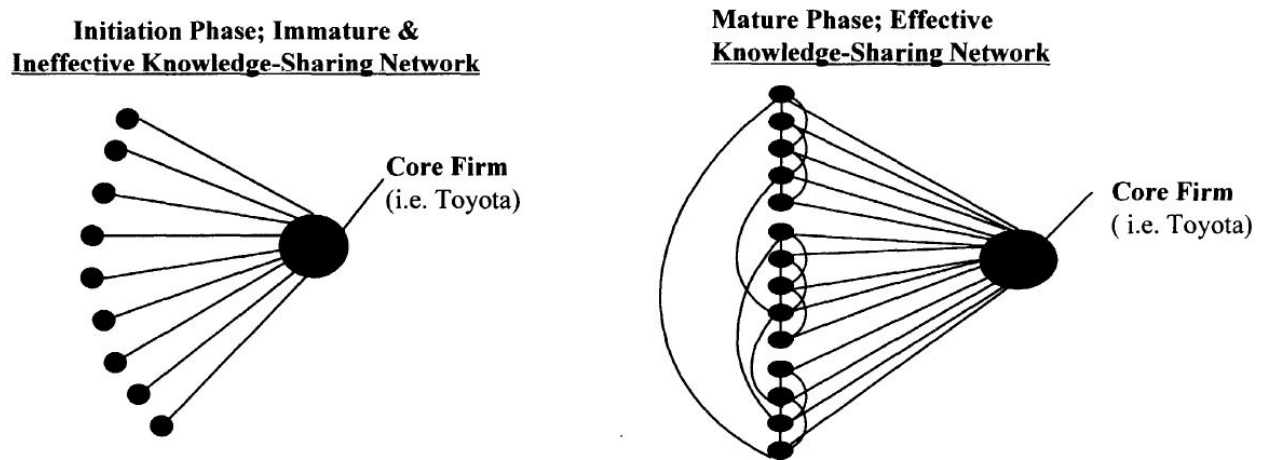 Initiation Phase; Immature &
Ineffective Knowledge-Sharing Network
Core Firm
(i.e. Toyota)
Mature Phase; Effective
Knowledge-Sharing Network
Core Firm
( i.e. Toyota)